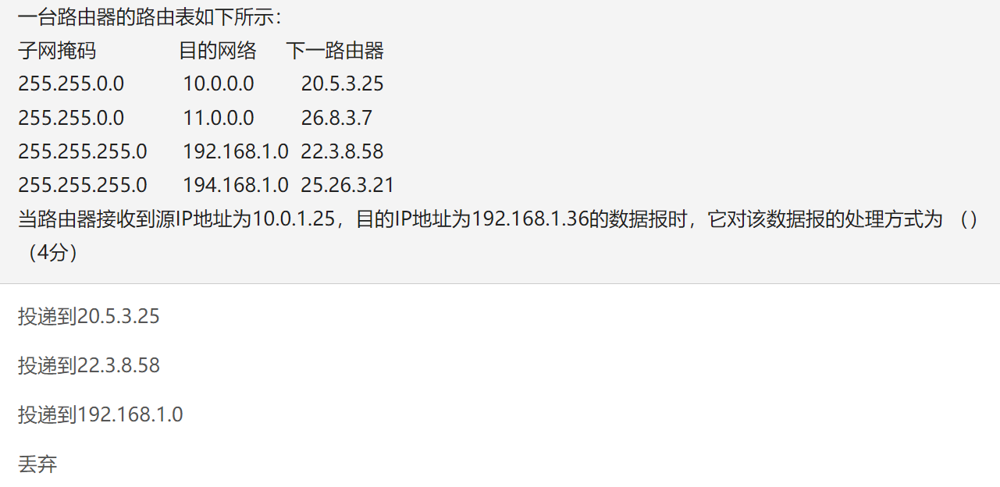 一台路由器的路由表如下所示：
子网掩码 目的网络 下一路由器
255.255.0.0 10.0.0.0 20.5.3.25
255.255.0.0 11.0.0.0 26.8.3.7
255.255.255.0 192.168.1.0 22.3.8.58
255.255.255.0 194.168.1.0 25.26.3.21
当路由器接收到源IP地址为10.0.1.25，目的IP地址为192.168.1.36的数据报时，它对该数据报的处理方式为 （）
（4分）
投递到20.5.3.25
投递到22.3.8.58
投递到192.168.1.0
丢弃